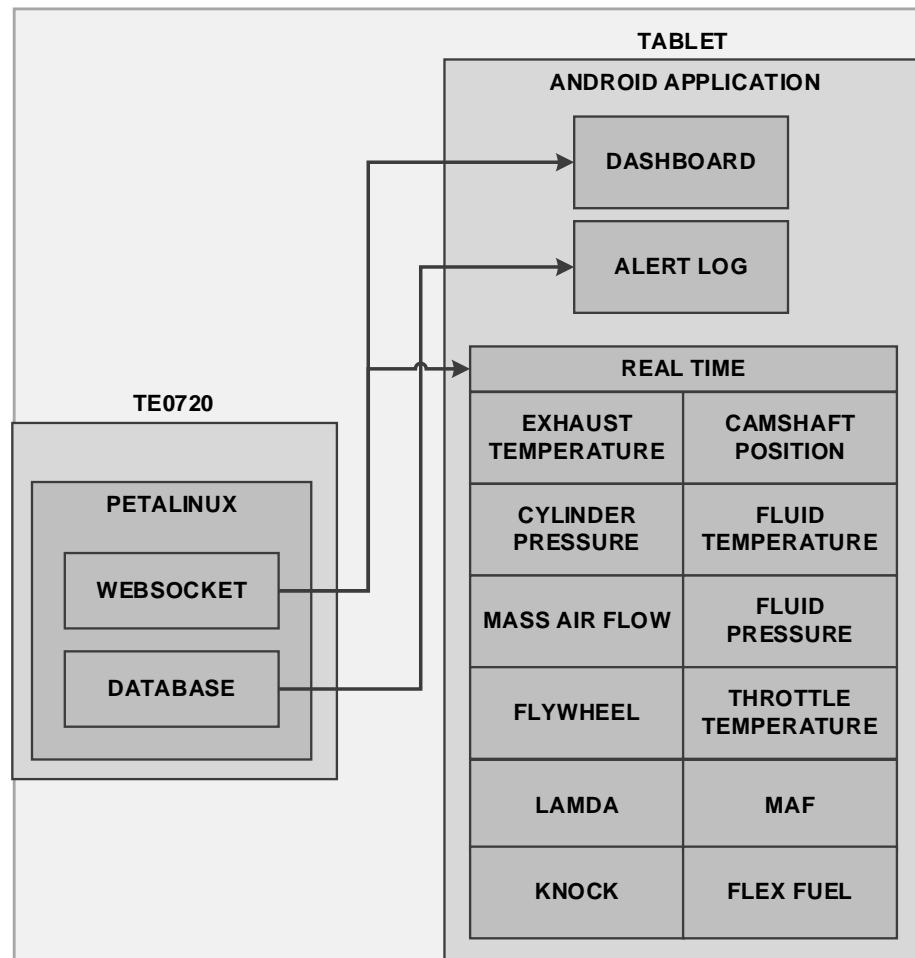 TABLET
ANDROID APPLICATION
DASHBOARD
ALERT LOG
REAL TIME
EXHAUST
TEMPERATURE
CAMSHAFT
POSITION
CYLINDER
PRESSURE
FLUID
TEMPERATURE
MASS AIR FLOW
FLUID
PRESSURE
FLYWHEEL
THROTTLE
TEMPERATURE
LAMDA
MAF
KNOCK
FLEX FUEL
TE0720
PETALINUX
WEBSOCKET
DATABASE